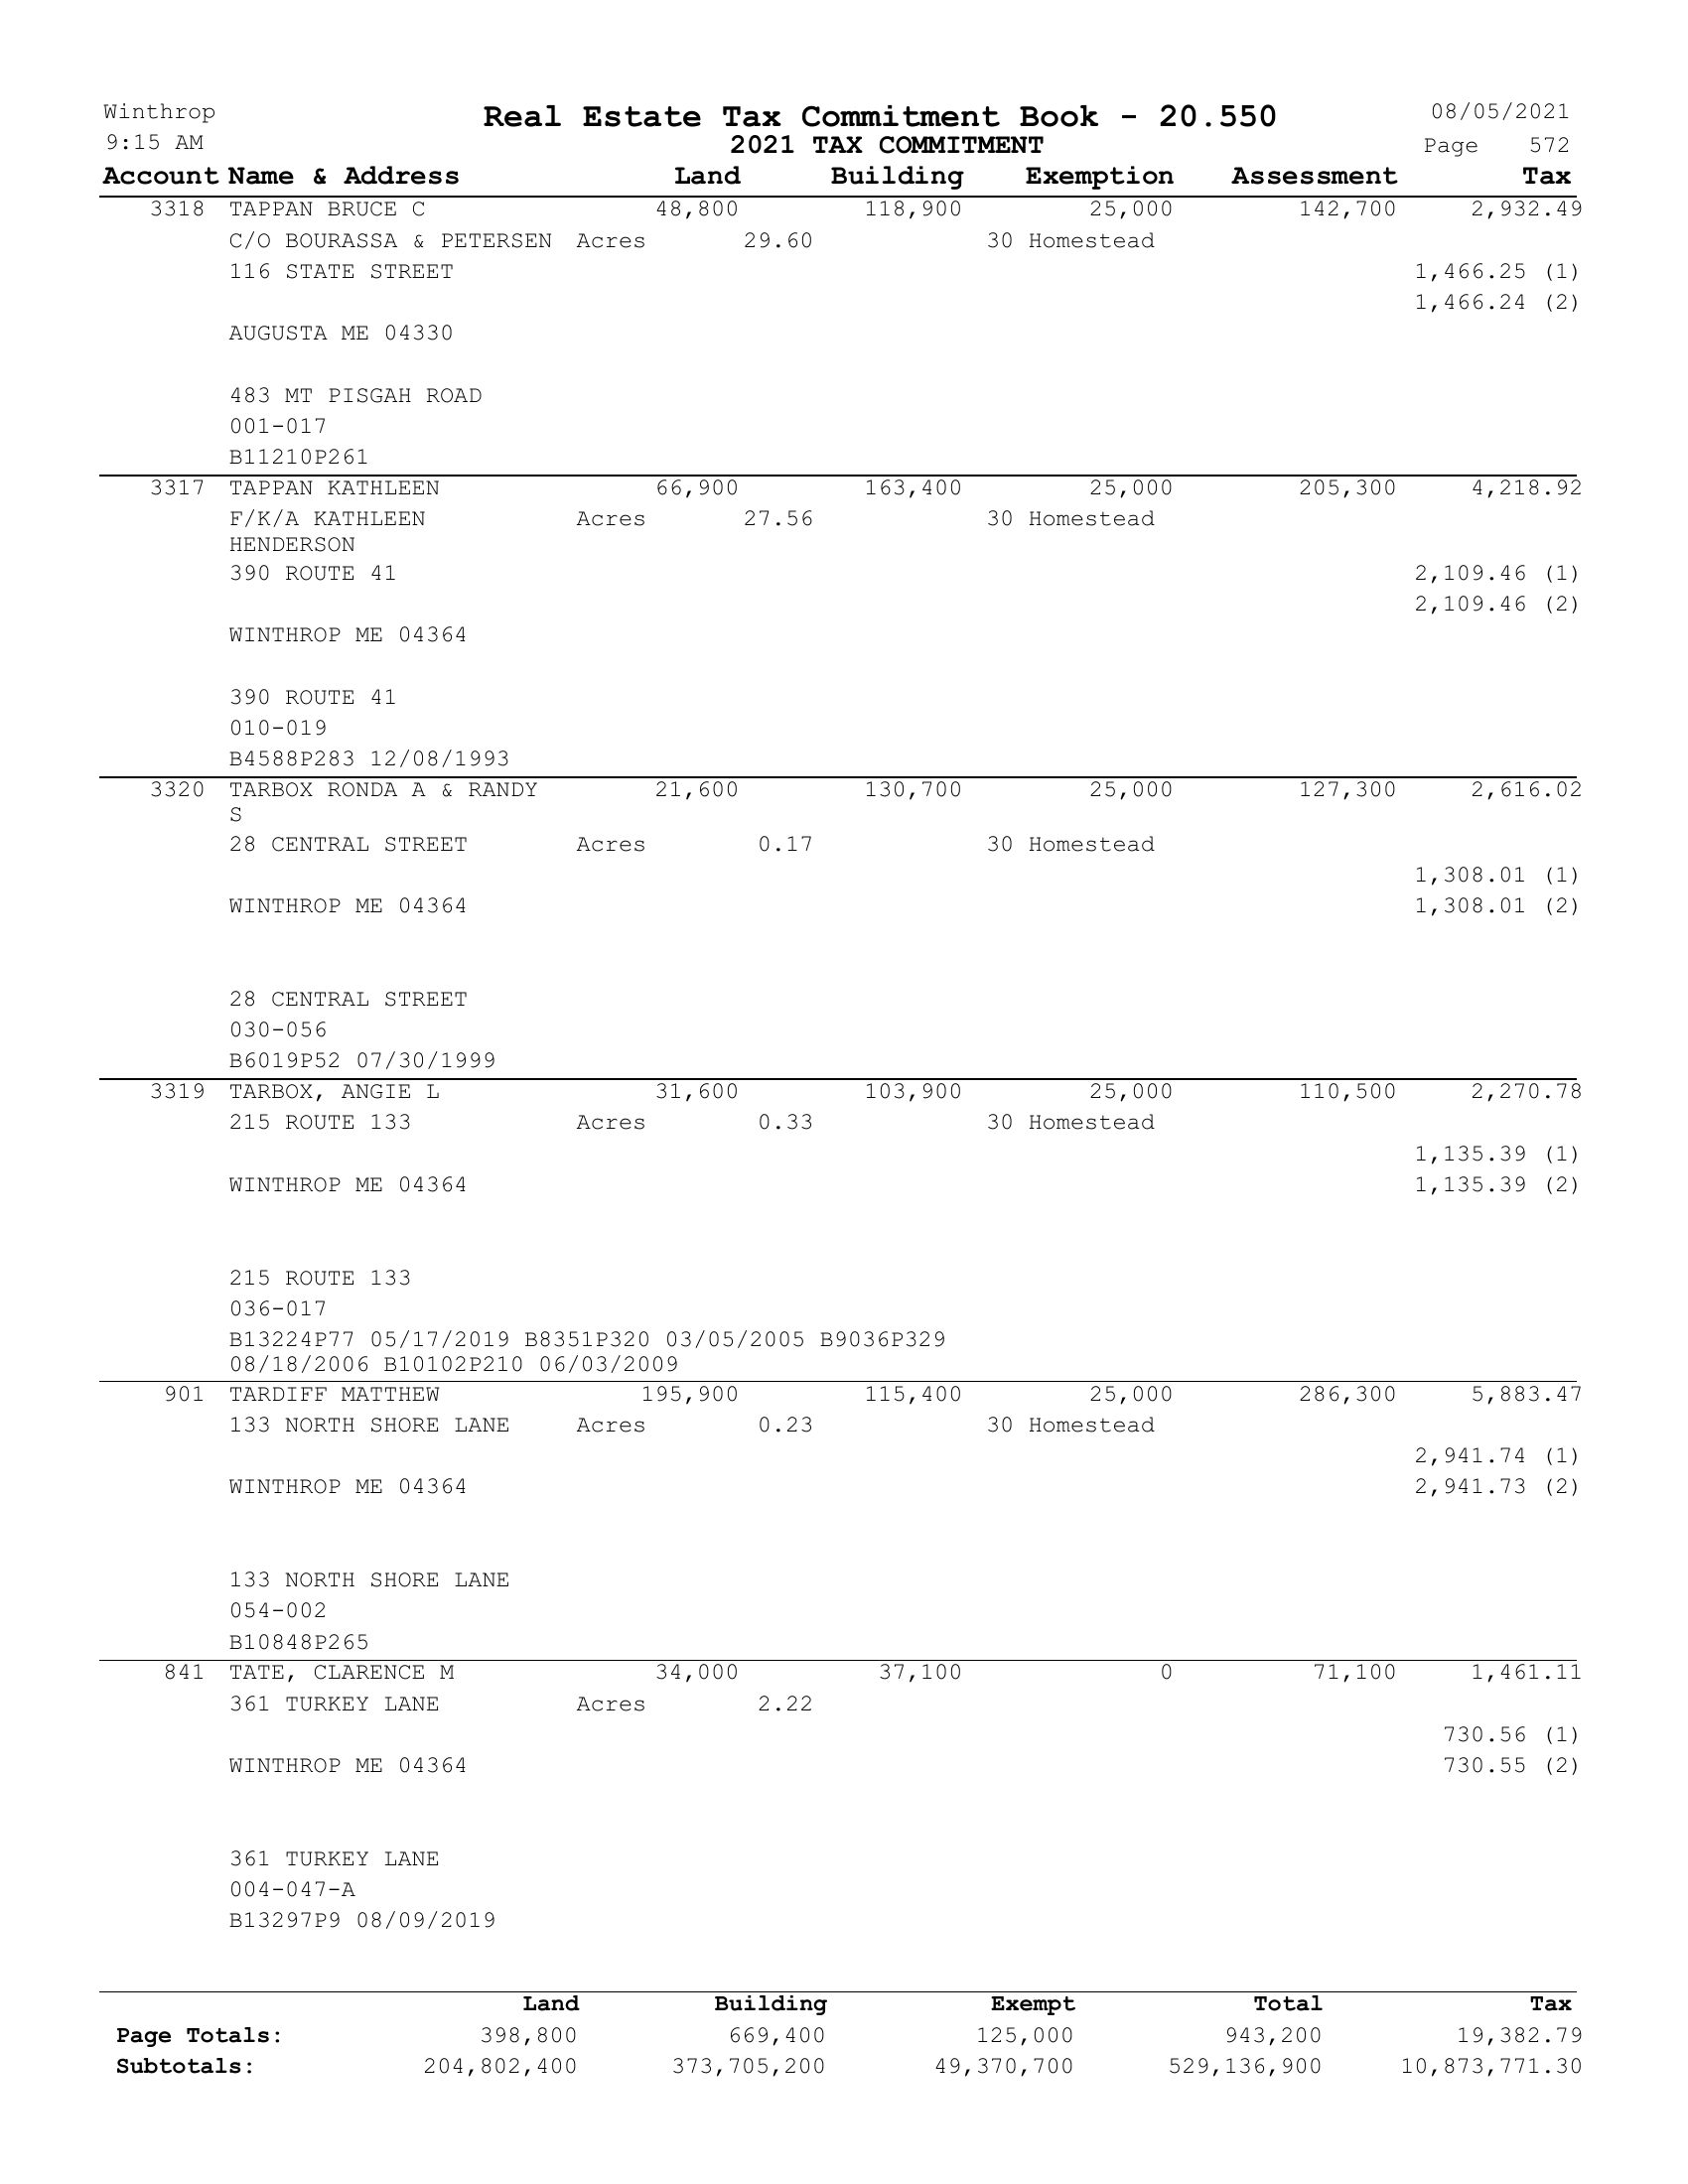 Winthrop Real Estate Tax Commitment Book - 20.550 08/05/2021
9:15 AM 2021 TAX COMMITMENT Page 572
Account Name & Address Land Building Exemption Assessment Tax
3318 TAPPAN BRUCE C 48,800 118,900 25,000 142,700 2,932.49
C/O BOURASSA & PETERSEN Acres 29.60 30 Homestead
116 STATE STREET 1,466.25 (1)
1,466.24 (2)
AUGUSTA ME 04330
483 MT PISGAH ROAD
001-017
B11210P261
3317 TAPPAN KATHLEEN 66,900 163,400 25,000 205,300 4,218.92
F/K/A KATHLEEN Acres 27.56 30 Homestead
HENDERSON
390 ROUTE 41 2,109.46 (1)
2,109.46 (2)
WINTHROP ME 04364
390 ROUTE 41
010-019
B4588P283 12/08/1993
3320 TARBOX RONDA A & RANDY 21,600 130,700 25,000 127,300 2,616.02
S
28 CENTRAL STREET Acres 0.17 30 Homestead
1,308.01 (1)
WINTHROP ME 04364 1,308.01 (2)
28 CENTRAL STREET
030-056
B6019P52 07/30/1999
3319 TARBOX, ANGIE L 31,600 103,900 25,000 110,500 2,270.78
215 ROUTE 133 Acres 0.33 30 Homestead
1,135.39 (1)
WINTHROP ME 04364 1,135.39 (2)
215 ROUTE 133
036-017
B13224P77 05/17/2019 B8351P320 03/05/2005 B9036P329
08/18/2006 B10102P210 06/03/2009
901 TARDIFF MATTHEW 195,900 115,400 25,000 286,300 5,883.47
133 NORTH SHORE LANE Acres 0.23 30 Homestead
2,941.74 (1)
WINTHROP ME 04364 2,941.73 (2)
133 NORTH SHORE LANE
054-002
B10848P265
841 TATE, CLARENCE M 34,000 37,100 0 71,100 1,461.11
361 TURKEY LANE Acres 2.22
730.56 (1)
WINTHROP ME 04364 730.55 (2)
361 TURKEY LANE
004-047-A
B13297P9 08/09/2019
Land Building Exempt Total Tax
Page Totals: 398,800 669,400 125,000 943,200 19,382.79
Subtotals: 204,802,400 373,705,200 49,370,700 529,136,900 10,873,771.30